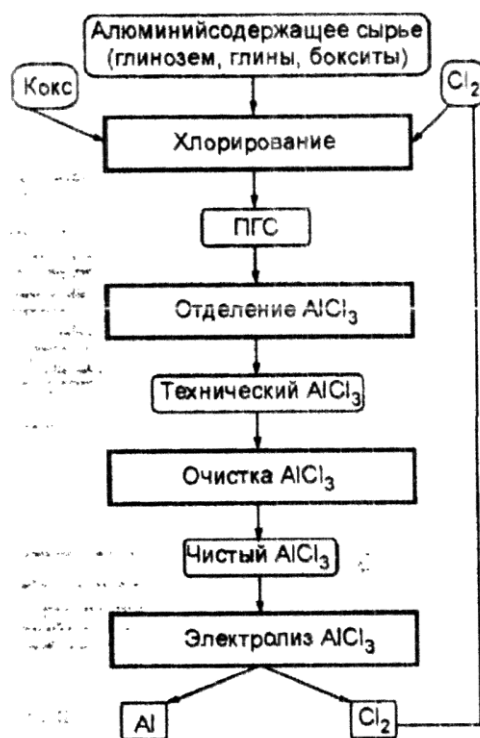 Алюминийсодержащее сырье
(глинозем, глины, бокситы)
Кокс
Cl₂
Хлорирование
ПГС
Отделение AlCl₃
Технический AlCl₃
Очистка AlCl₃
Чистый AlCl₃
Электролиз AlCl₃
Al
Cl₂